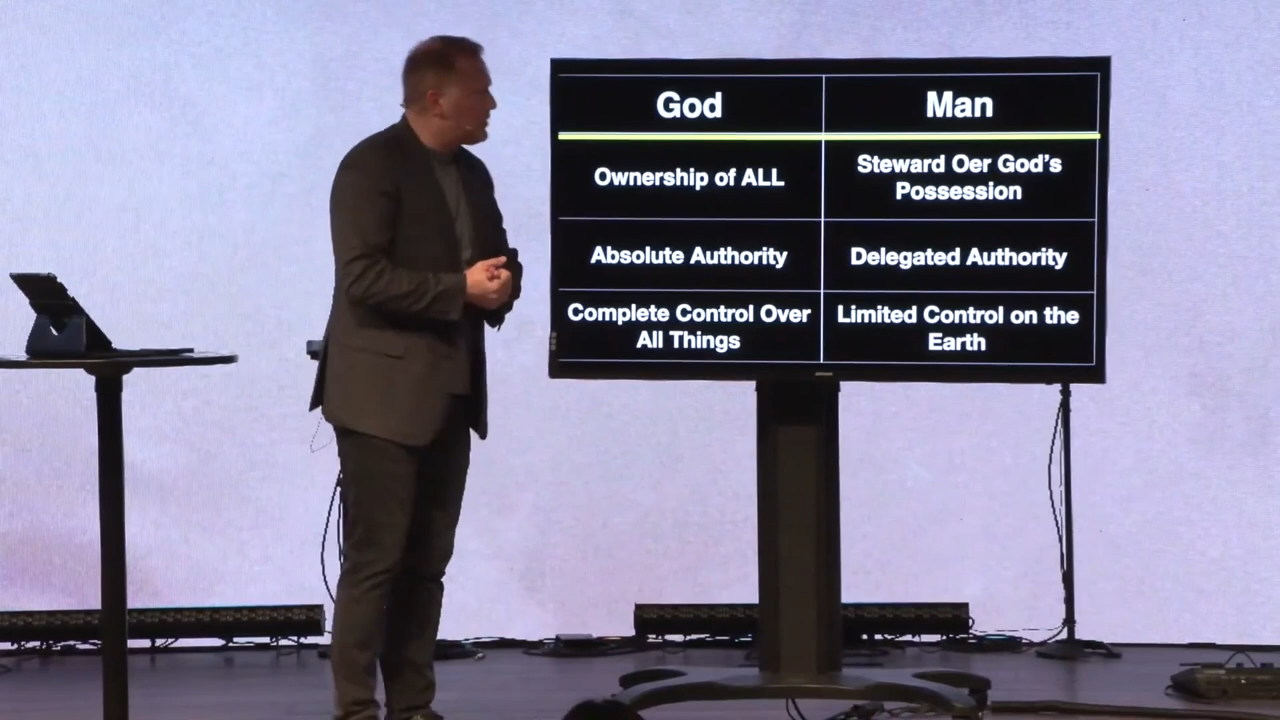 God
Man
Ownership of ALL
Steward Oer God's
Possession
Absolute Authority
Delegated Authority
Complete Control Over
All Things
Limited Control on the
Earth